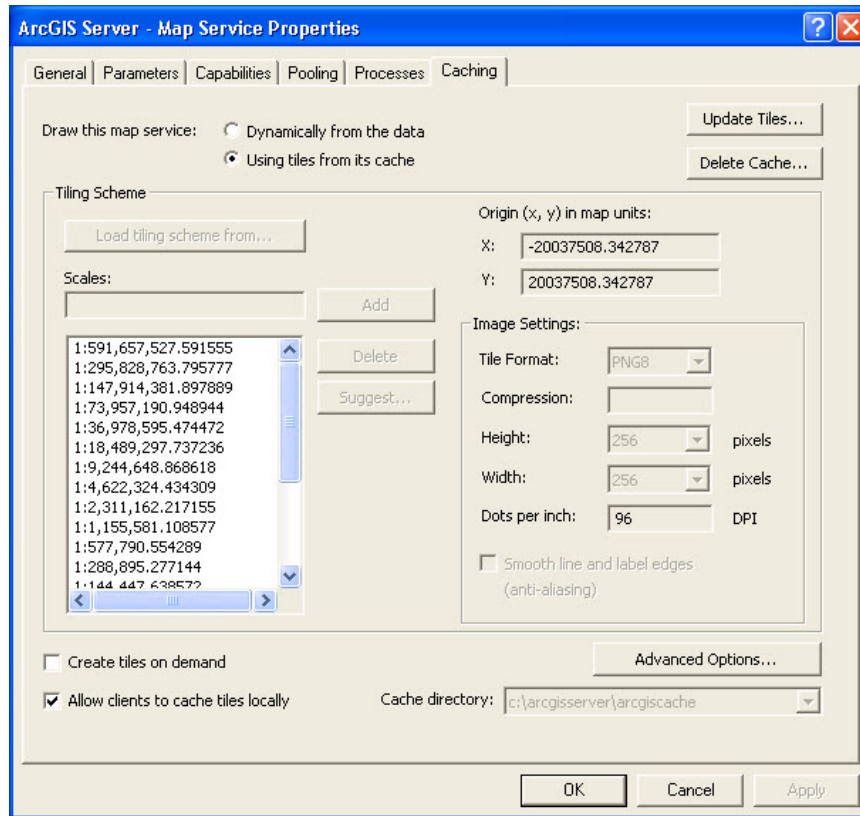 ArcGIS Server - Map Service Properties
General Parameters Capabilities Pooling Processes Caching
Draw this map service: Dynamically from the data
Using tiles from its cache
Update Tiles...
Delete Cache...
Tiling Scheme
Load tiling scheme from...
Scales:
Add
1:591,657,527.591555
1:295,828,763.795777
1:147,914,381.897889
1:73,957,190.948944
1:36,978,595.474472
1:18,489,297.737236
1:9,244,648.868618
1:4,622,324.434309
1:2,311,162.217155
1:1,155,581.108577
1:577,790.554289
1:288,895.277144
1:144,447.638572
Delete
Suggest...
Origin (x, y) in map units:
X: -20037508.342787
Y: 20037508.342787
Image Settings:
Tile Format: PNG8
Compression:
Height: 256 pixels
Width: 256 pixels
Dots per inch: 96 DPI
Smooth line and label edges
(anti-aliasing)
Create tiles on demand
Advanced Options...
Allow clients to cache tiles locally
Cache directory: c:\arcgisserver\arcgiscache
OK Cancel Apply